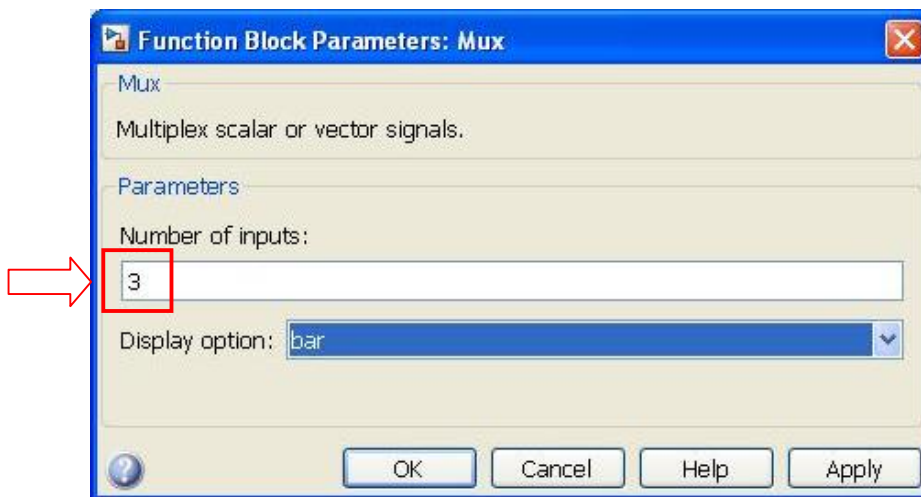 Function Block Parameters: Mux
Mux
Multiplex scalar or vector signals.
Parameters
Number of inputs:
3
Display option: bar
OK Cancel Help Apply